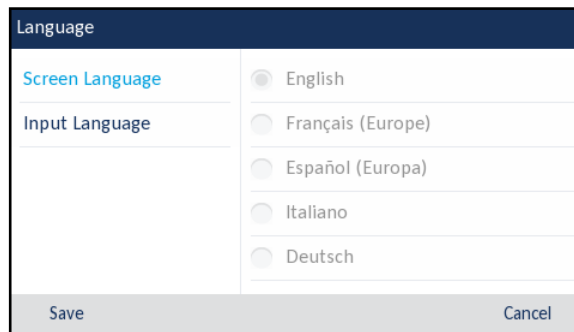 Language
Screen Language
Input Language
English
Français (Europe)
Español (Europa)
Italiano
Deutsch
Save
Cancel